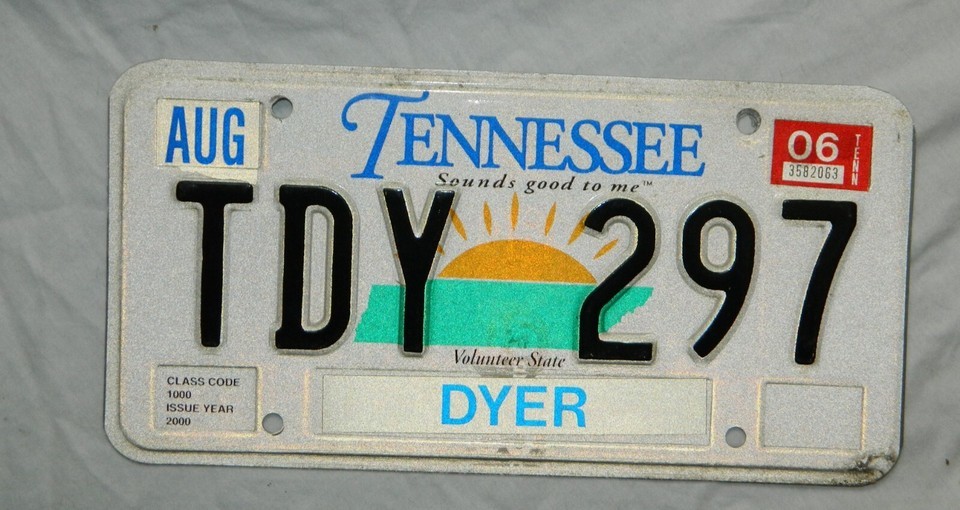 TENNESSEE
Sounds good to me™
AUG
06
TENN
3582063
TDY 297
Volunteer State
CLASS CODE
1000
ISSUE YEAR
2000
DYER